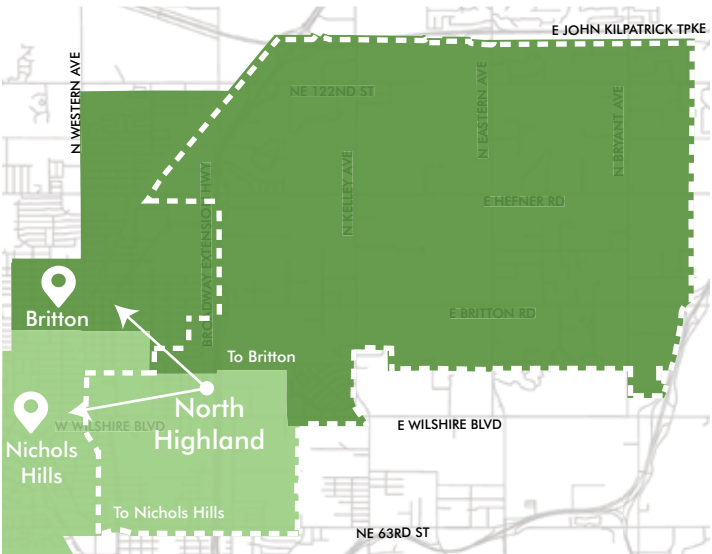 E JOHN KILPATRICK TPKE
N WESTERN AVE
NE 122ND ST
N EASTERN AVE
N BRYANT AVE
N KELLEY AVE
BROADWAY EXTENSION HWY
E HEFNER RD
E BRITTON RD
Britton
To Britton
North
Highland
W WILSHIRE BLVD
E WILSHIRE BLVD
Nichols
Hills
To Nichols Hills
NE 63RD ST